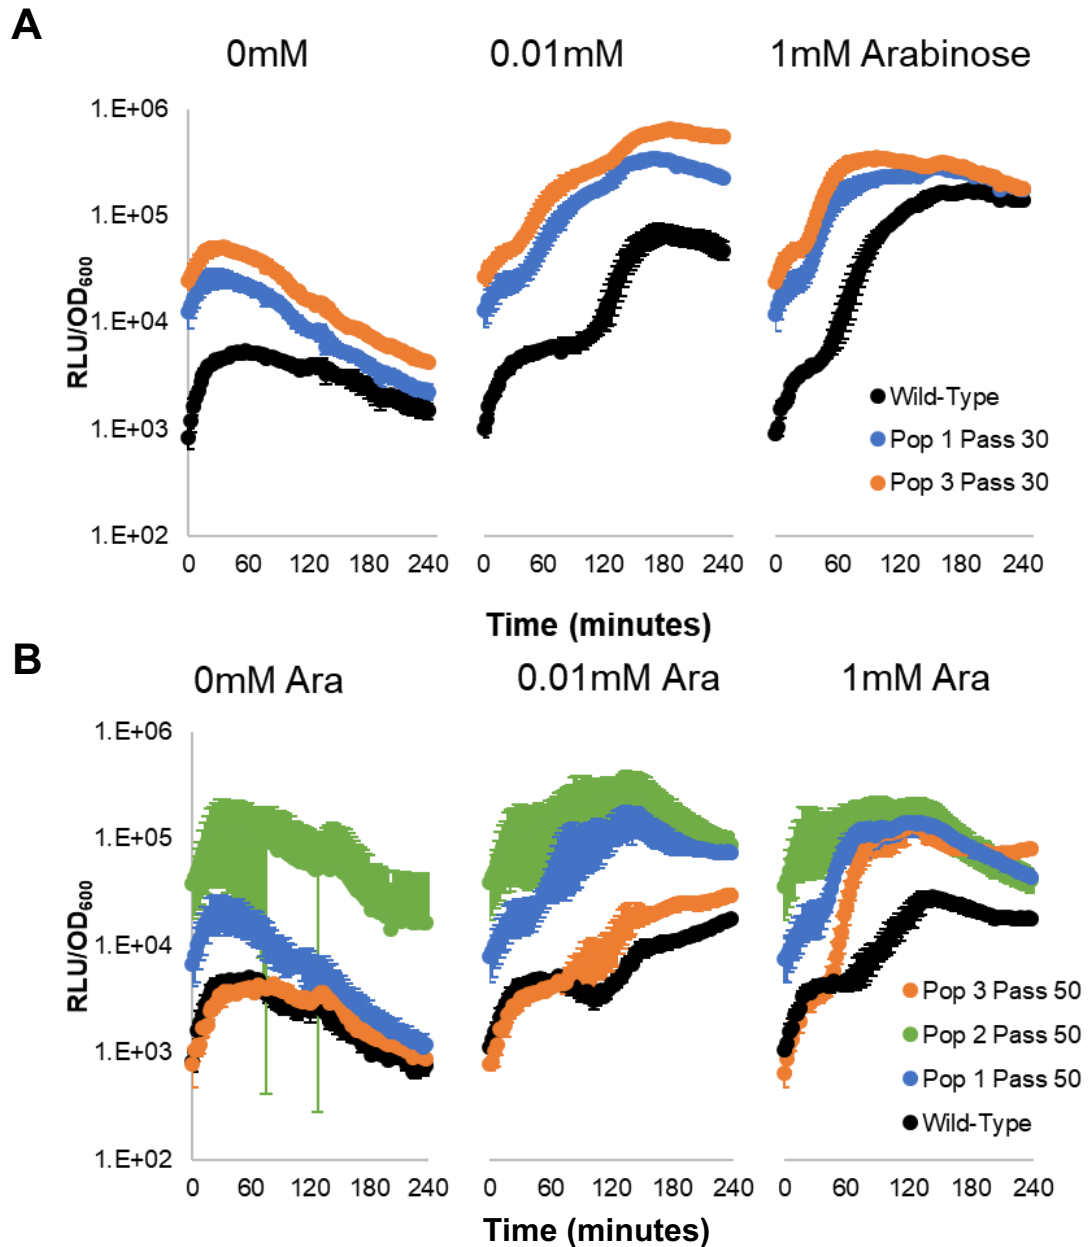 A
0mM 0.01mM 1mM Arabinose
1.E+06
1.E+05
1.E+04
1.E+03
1.E+02
RLU/OD600
Wild-Type
Pop 1 Pass 30
Pop 3 Pass 30
0 60 120 180 240 0 60 120 180 240 0 60 120 180 240
Time (minutes)
B
0mM Ara 0.01mM Ara 1mM Ara
1.E+06
1.E+05
1.E+04
1.E+03
1.E+02
RLU/OD600
Pop 3 Pass 50
Pop 2 Pass 50
Pop 1 Pass 50
Wild-Type
0 60 120 180 240 0 60 120 180 240 0 60 120 180 240
Time (minutes)